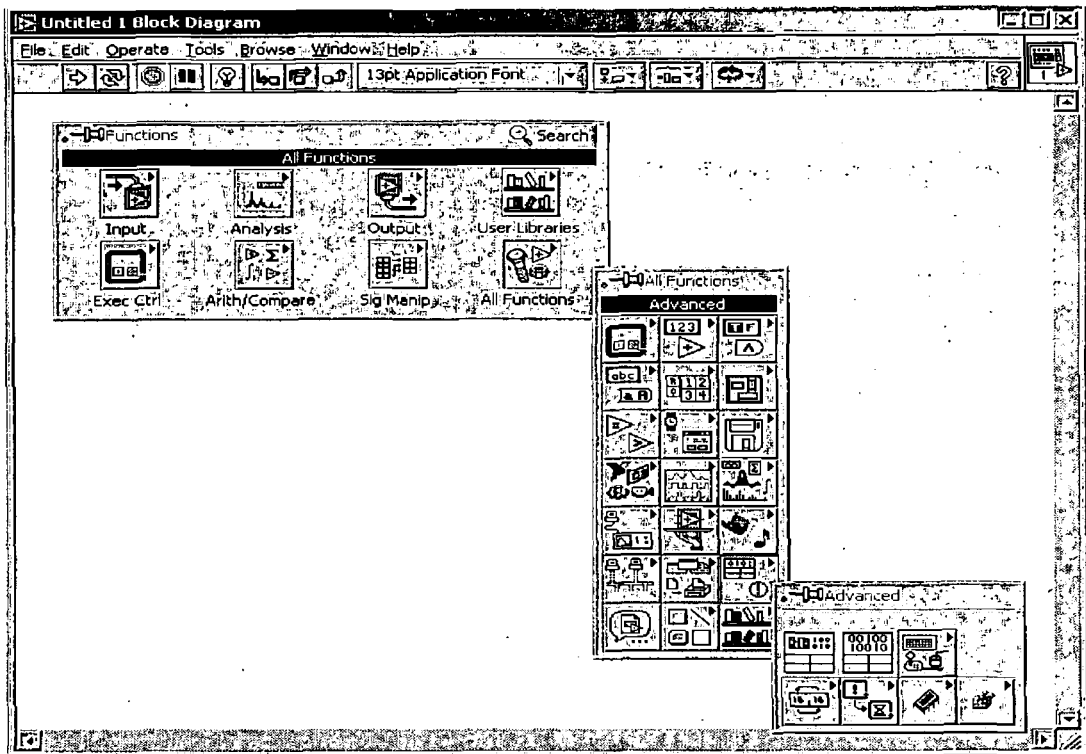 Untitled 1 Block Diagram
File Edit Operate Tools Browse Window Help
13pt Application Font
Functions Search
All Functions
Input Analysis Output User Libraries
Exec Ctrl Arith/Compare Sig Manip All Functions
All Functions
Advanced
123 TF
abc
Advanced